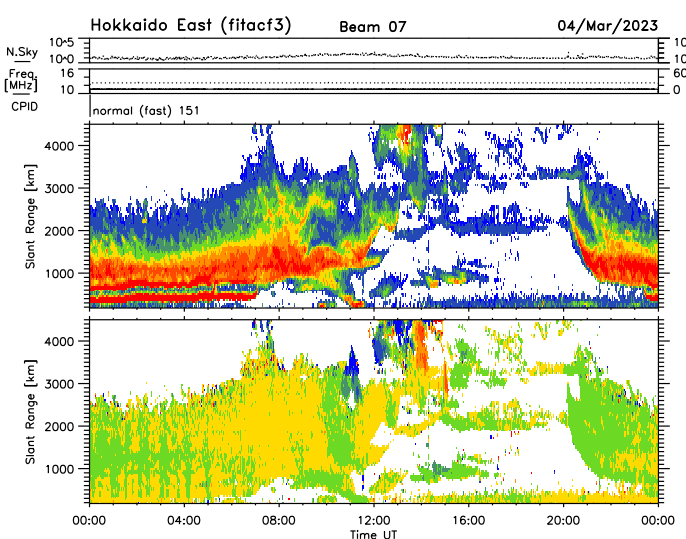 Hokkaido East (fitacf3) Beam 07 04/Mar/2023
N.Sky 10^5 10^0 10 10
Freq. [MHz] 16 10 60 0
CPID normal (fast) 151
Slant Range [km] 4000 3000 2000 1000
Slant Range [km] 4000 3000 2000 1000
00:00 04:00 08:00 12:00 16:00 20:00 00:00
Time UT